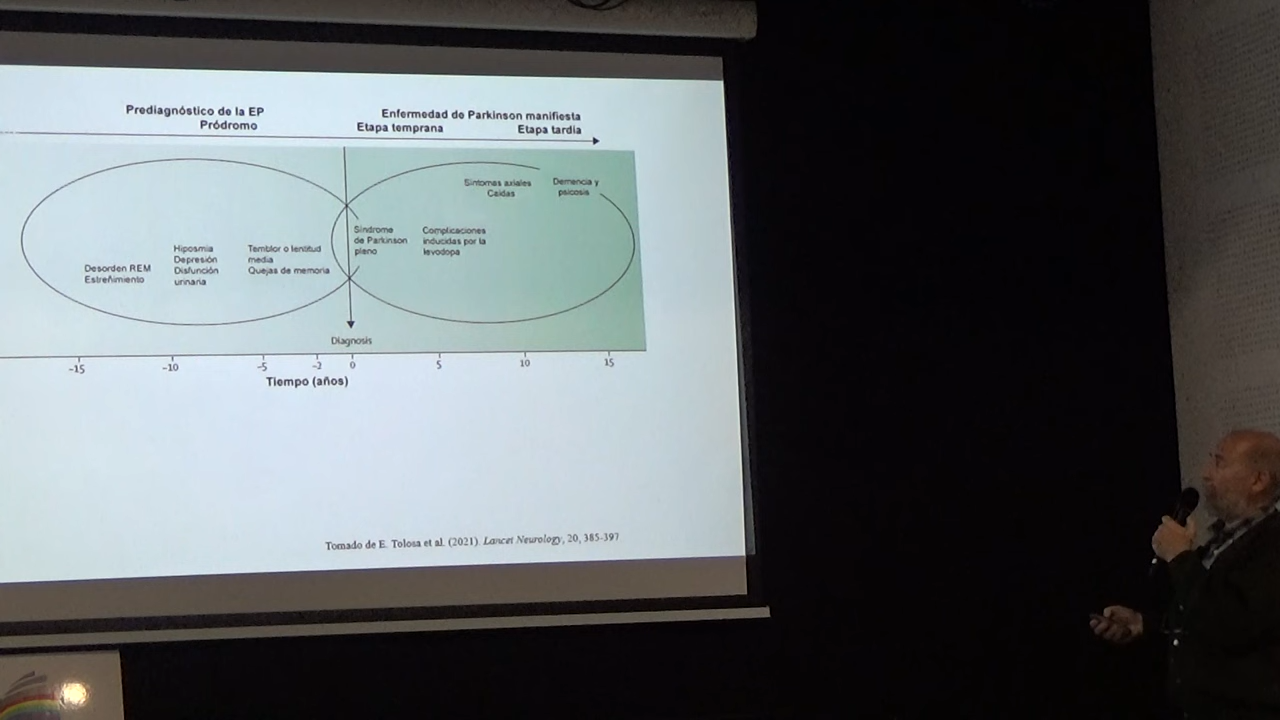 Prediagnóstico de la EP
Pródromo
Enfermedad de Parkinson manifiesta
Etapa temprana
Etapa tardía
Desorden REM
Estreñimiento
Hiposmia
Depresión
Disfunción
urinaria
Temblor o lentitud
media
Quejas de memoria
Síndrome
de Parkinson
pleno
Complicaciones
inducidas por la
levodopa
Síntomas axiales
Caídas
Demencia y
psicosis
Diagnosis
-15 -10 -5 -2 0 5 10 15
Tiempo (años)
Tomado de E. Tolosa et al. (2021). Lancet Neurology, 20, 385-397